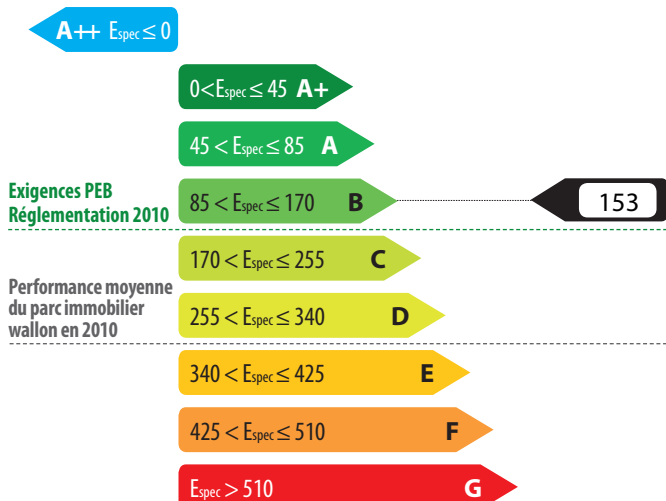 A++ Espec ≤ 0
0 < Espec ≤ 45 A+
45 < Espec ≤ 85 A
Exigences PEB
Réglementation 2010
85 < Espec ≤ 170 B
153
170 < Espec ≤ 255 C
Performance moyenne
du parc immobilier
wallon en 2010
255 < Espec ≤ 340 D
340 < Espec ≤ 425 E
425 < Espec ≤ 510 F
Espec > 510 G